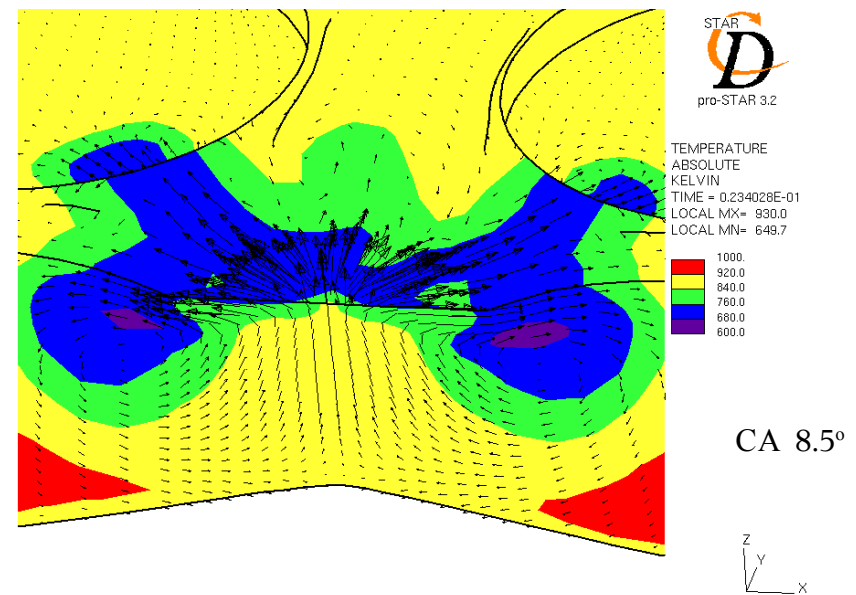 STAR
CD
pro-STAR 3.2
TEMPERATURE
ABSOLUTE
KELVIN
TIME = 0.234028E-01
LOCAL MX= 930.0
LOCAL MN= 649.7
1000.
920.0
840.0
760.0
680.0
600.0
CA 8.5º
Z
Y
X